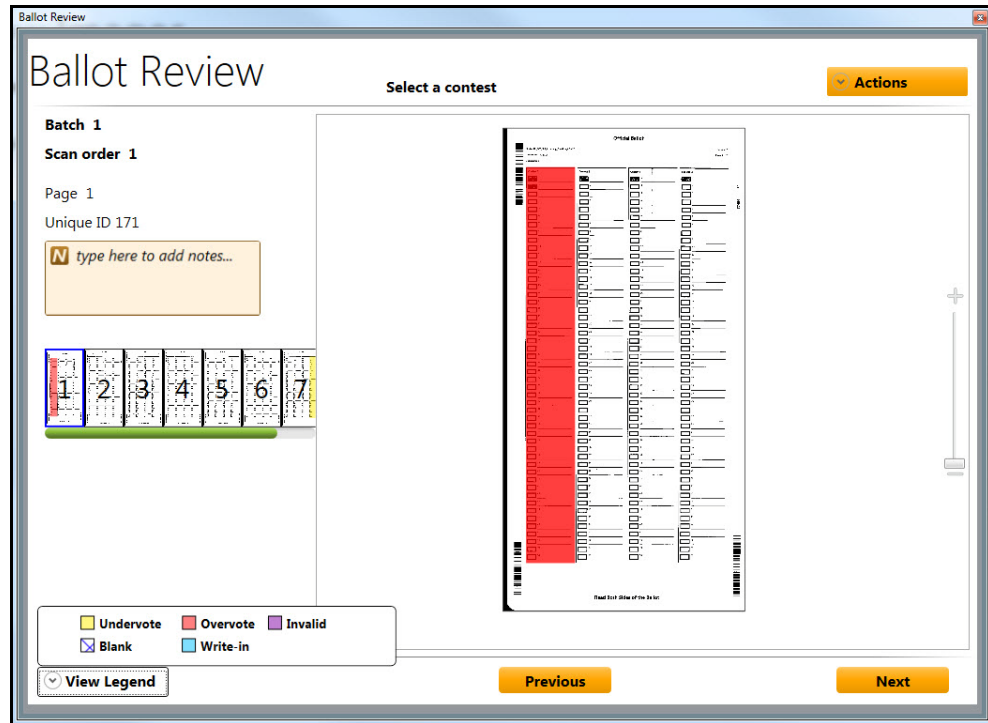 Ballot Review
Ballot Review
Select a contest
Actions
Batch 1
Scan order 1
Page 1
Unique ID 171
N type here to add notes...
1 2 3 4 5 6 7
Official Ballot
Read Both Sides of the Ballot
Undervote Overvote Invalid
Blank Write-in
View Legend
Previous
Next